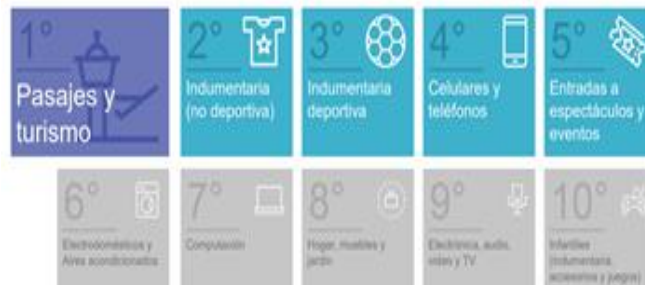 1°
Pasajes y
turismo
2°
Indumentaria
(no deportiva)
3°
Indumentaria
deportiva
4°
Celulares y
teléfonos
5°
Entradas a
espectáculos y
eventos
6°
Electrodomésticos y
Aires acondicionados
7°
Computación
8°
Hogar, muebles y
jardín
9°
Electrónica, audio,
video y TV
10°
Infantiles
(indumentaria,
accesorios y juegos)